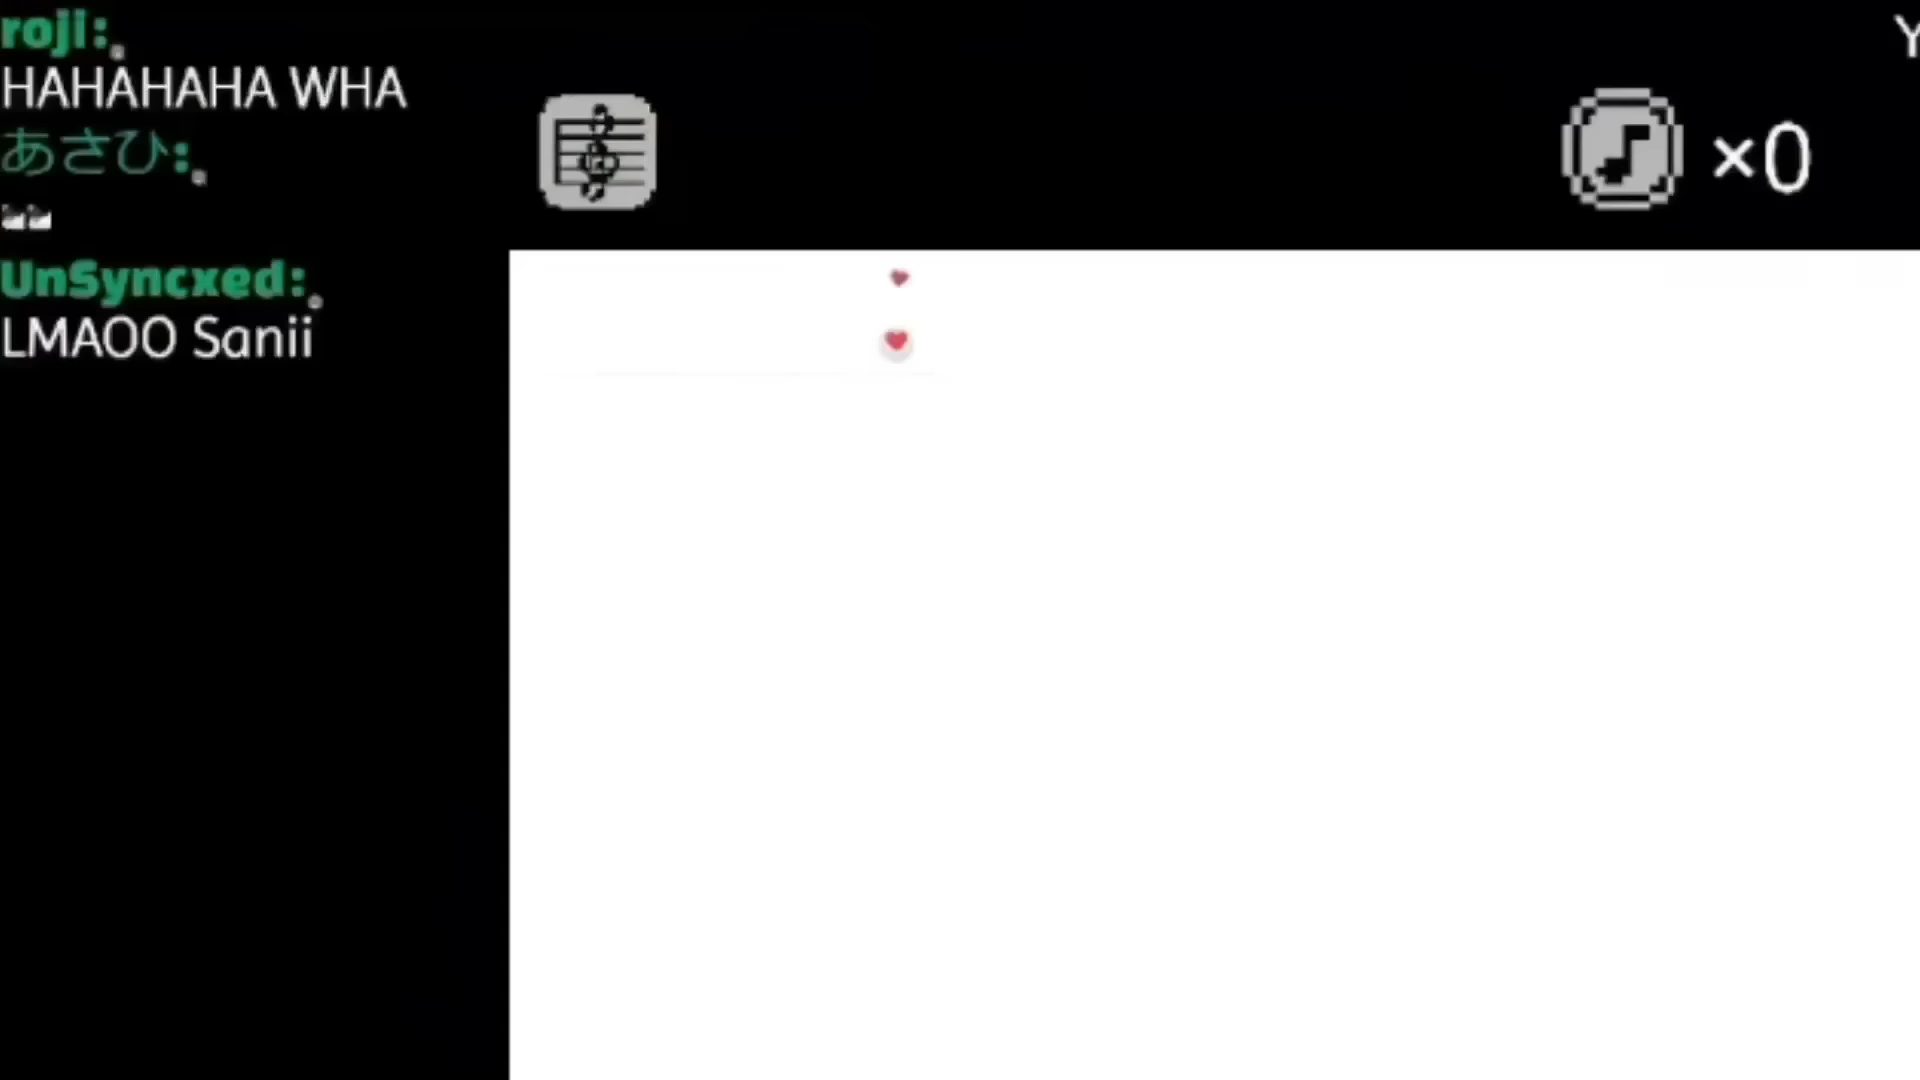 roji:
HAHAHAHA WHA
あさひ:
UnSyncxed:
LMAOO Sanii
×0
Y